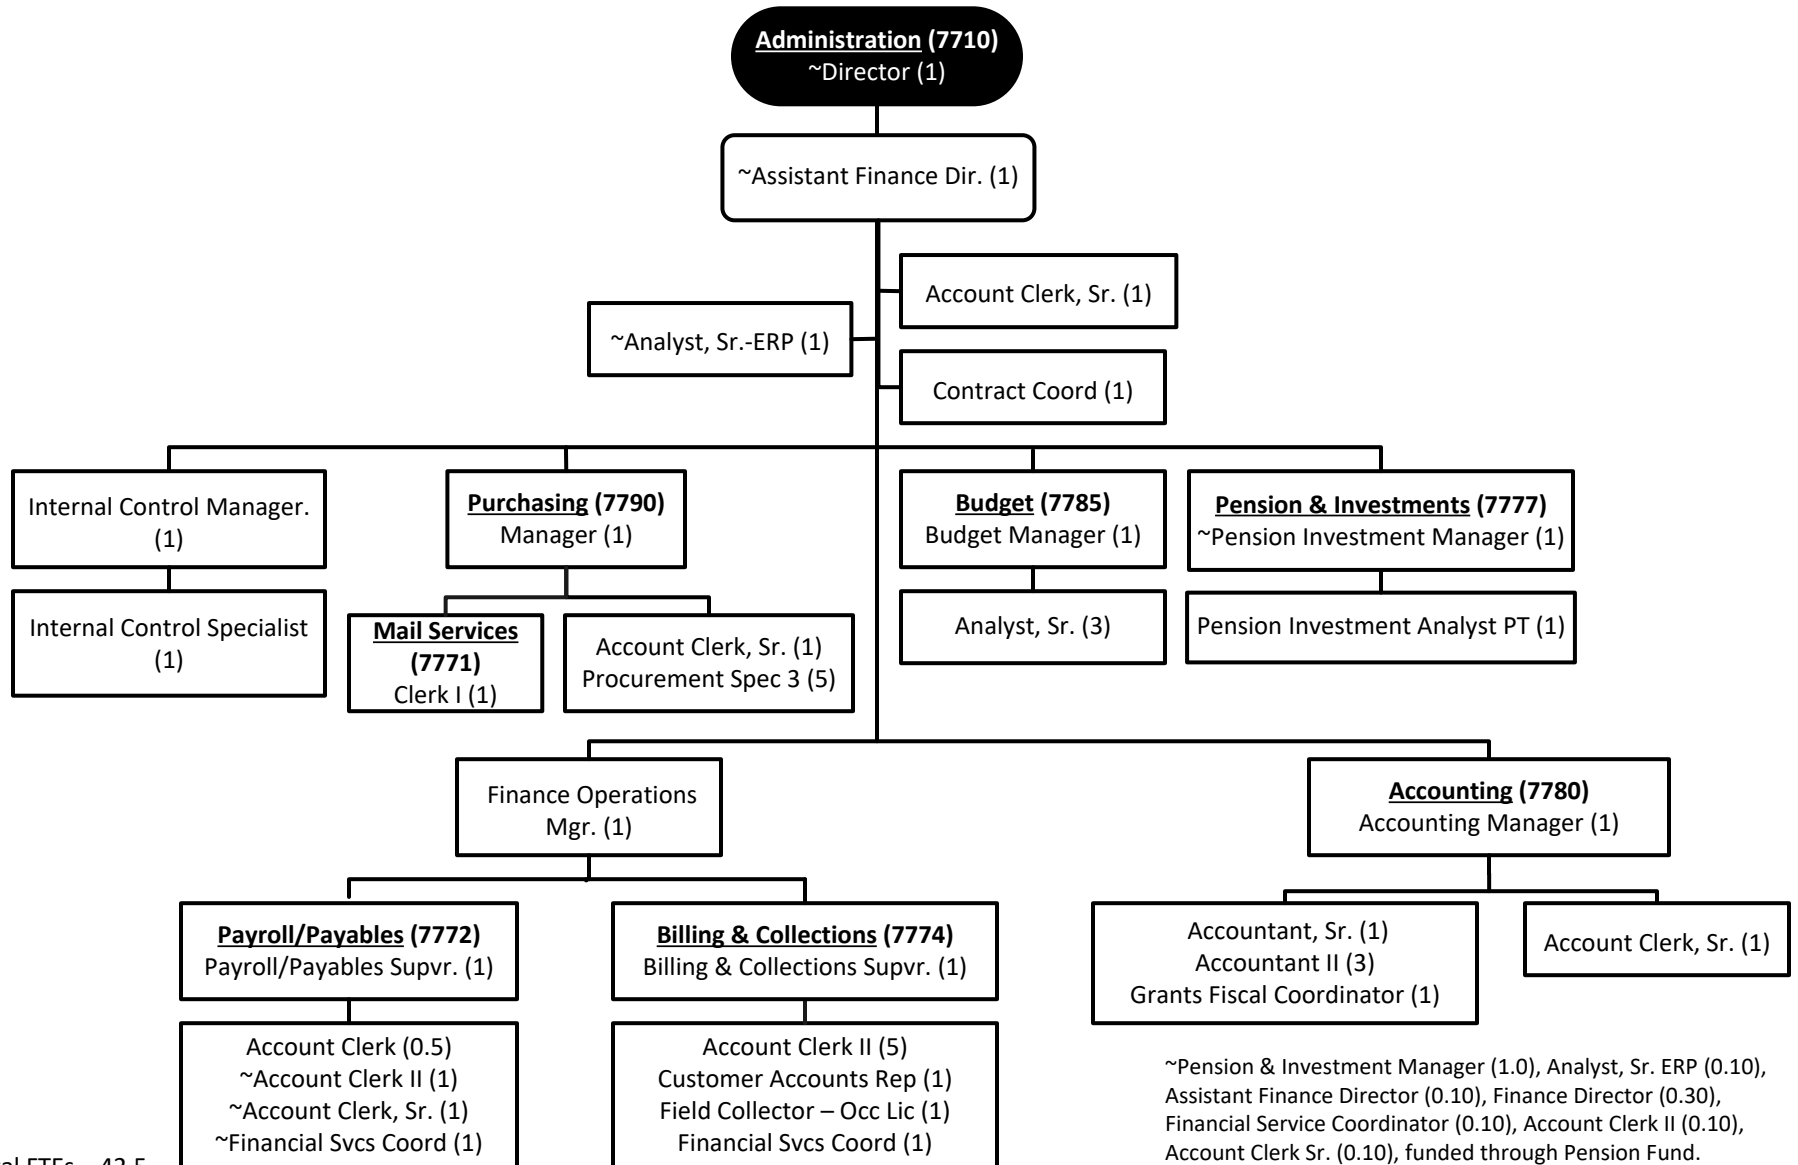 Administration (7710)
~Director (1)
~Assistant Finance Dir. (1)
Account Clerk, Sr. (1)
~Analyst, Sr.-ERP (1)
Contract Coord (1)
Internal Control Manager.
(1)
Purchasing (7790)
Manager (1)
Budget (7785)
Budget Manager (1)
Pension & Investments (7777)
~Pension Investment Manager (1)
Internal Control Specialist
(1)
Mail Services
(7771)
Clerk I (1)
Account Clerk, Sr. (1)
Procurement Spec 3 (5)
Analyst, Sr. (3)
Pension Investment Analyst PT (1)
Finance Operations
Mgr. (1)
Accounting (7780)
Accounting Manager (1)
Payroll/Payables (7772)
Payroll/Payables Supvr. (1)
Billing & Collections (7774)
Billing & Collections Supvr. (1)
Accountant, Sr. (1)
Accountant II (3)
Grants Fiscal Coordinator (1)
Account Clerk, Sr. (1)
Account Clerk (0.5)
~Account Clerk II (1)
~Account Clerk, Sr. (1)
~Financial Svcs Coord (1)
Account Clerk II (5)
Customer Accounts Rep (1)
Field Collector – Occ Lic (1)
Financial Svcs Coord (1)
~Pension & Investment Manager (1.0), Analyst, Sr. ERP (0.10),
Assistant Finance Director (0.10), Finance Director (0.30),
Financial Service Coordinator (0.10), Account Clerk II (0.10),
Account Clerk Sr. (0.10), funded through Pension Fund.